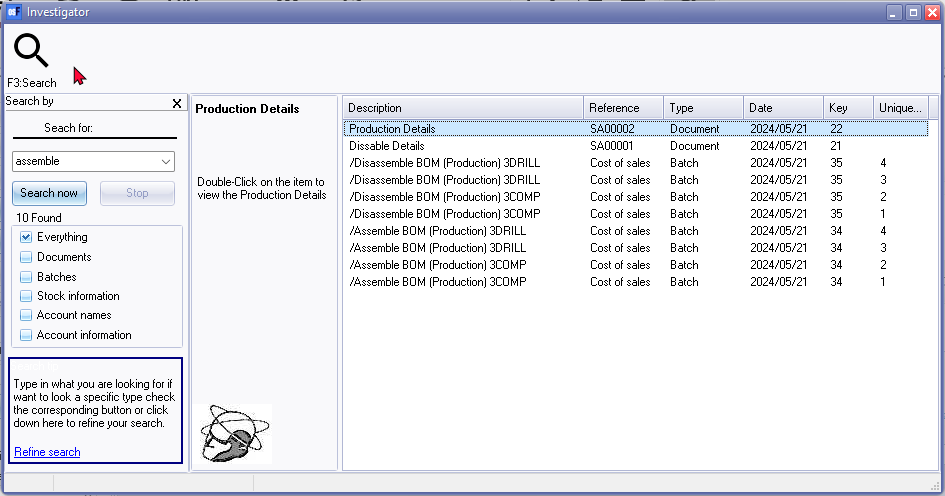 Investigator
F3:Search
Search by
Seach for:
assemble
Search now Stop
10 Found
Everything
Documents
Batches
Stock information
Account names
Account information
Type in what you are looking for if
want to look a specific type check
the corresponding button or click
down here to refine your search.
Refine search
Production Details
Double-Click on the item to
view the Production Details
Description Reference Type Date Key Unique...
Production Details SA00002 Document 2024/05/21 22
Dissable Details SA00001 Document 2024/05/21 21
/Disassemble BOM (Production) 3DRILL Cost of sales Batch 2024/05/21 35 4
/Disassemble BOM (Production) 3DRILL Cost of sales Batch 2024/05/21 35 3
/Disassemble BOM (Production) 3COMP Cost of sales Batch 2024/05/21 35 2
/Disassemble BOM (Production) 3COMP Cost of sales Batch 2024/05/21 35 1
/Assemble BOM (Production) 3DRILL Cost of sales Batch 2024/05/21 34 4
/Assemble BOM (Production) 3DRILL Cost of sales Batch 2024/05/21 34 3
/Assemble BOM (Production) 3COMP Cost of sales Batch 2024/05/21 34 2
/Assemble BOM (Production) 3COMP Cost of sales Batch 2024/05/21 34 1